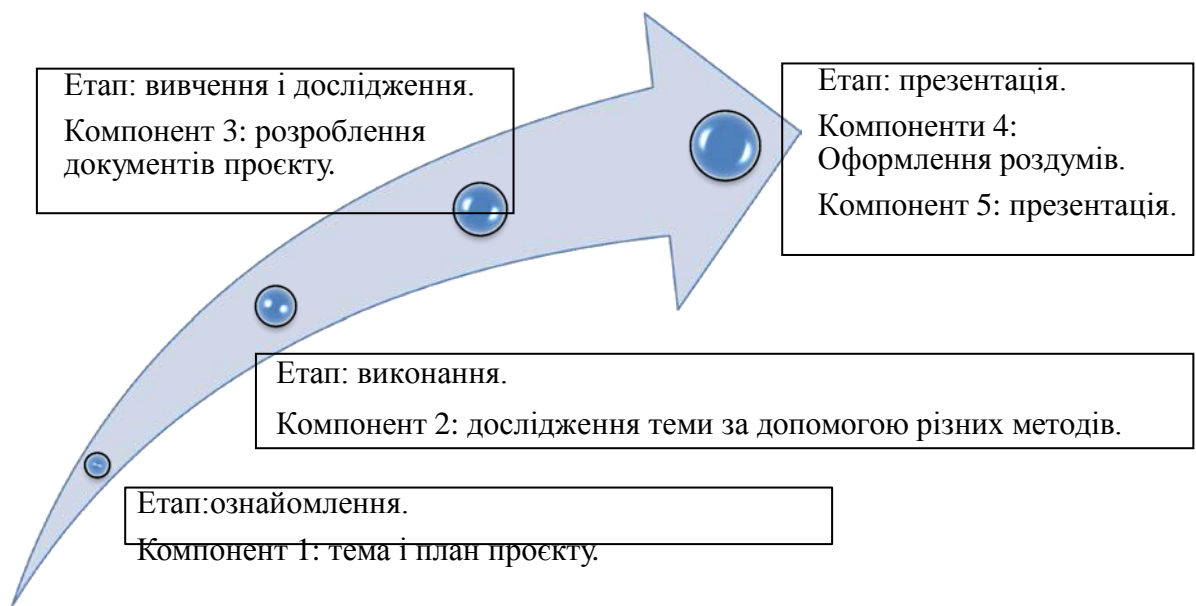 Етап: вивчення і дослідження.
Компонент 3: розроблення
документів проєкту.
Етап: презентація.
Компоненти 4:
Оформлення роздумів.
Компонент 5: презентація.
Етап: виконання.
Компонент 2: дослідження теми за допомогою різних методів.
Етап:ознайомлення.
Компонент 1: тема і план проєкту.